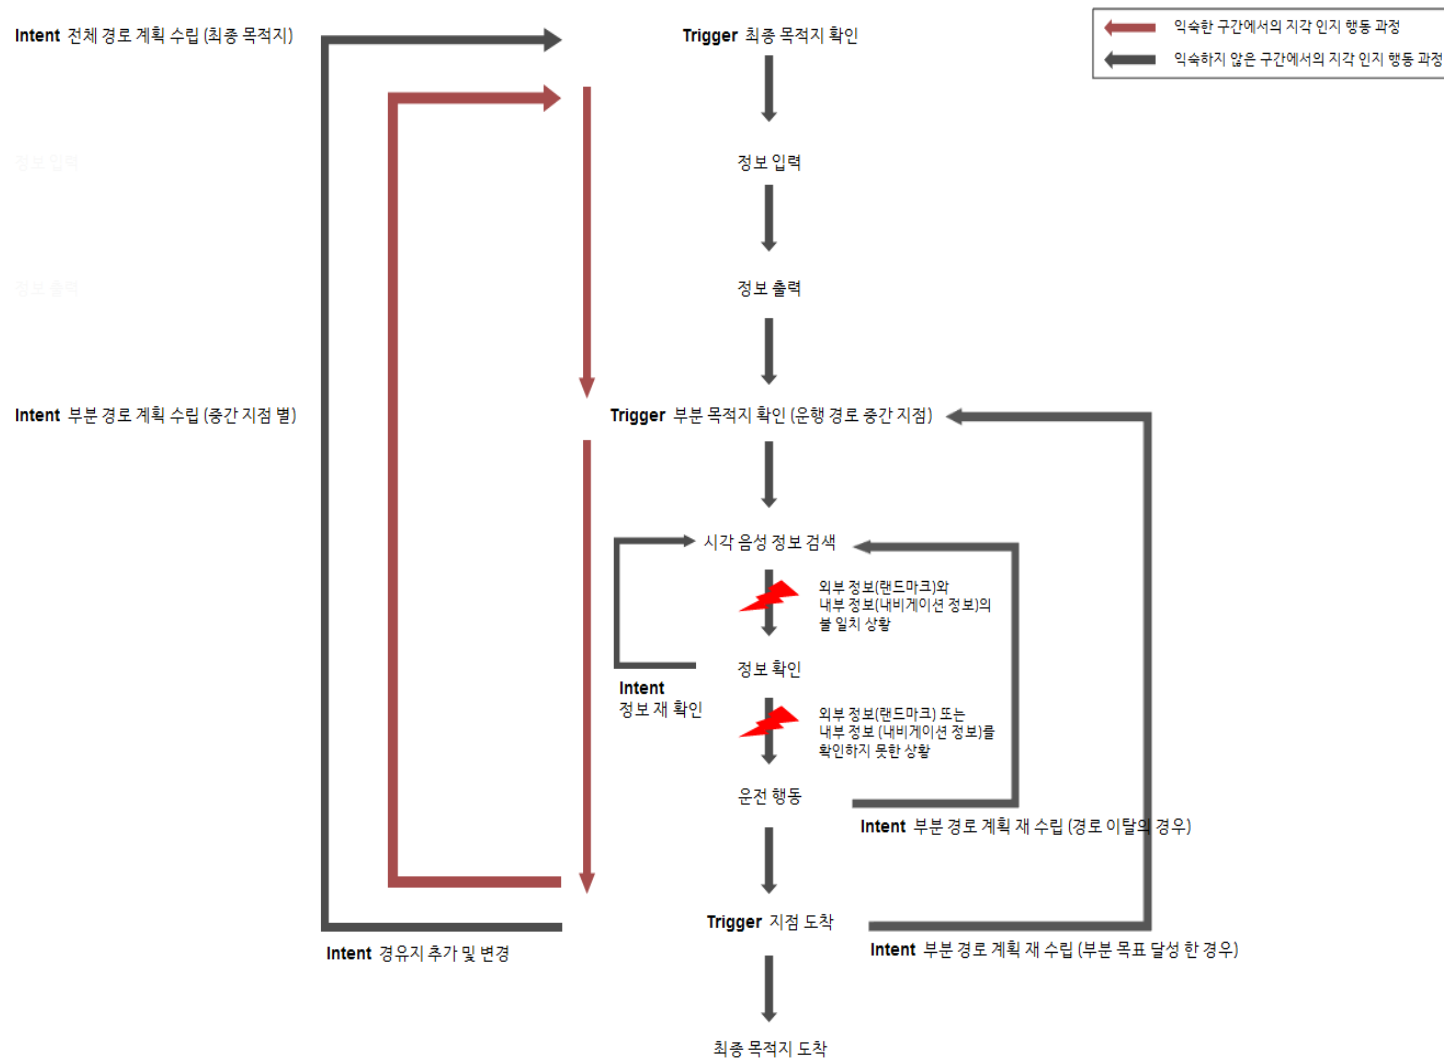 Intent 전체 경로 계획 수립 (최종 목적지)
Trigger 최종 목적지 확인
익숙한 구간에서의 지각 인지 행동 과정
익숙하지 않은 구간에서의 지각 인지 행동 과정
정보 입력
정보 입력
정보 출력
정보 출력
Intent 부분 경로 계획 수립 (중간 지점 별)
Trigger 부분 목적지 확인 (운행 경로 중간 지점)
시각 음성 정보 검색
외부 정보(랜드마크)와
내부 정보(내비게이션 정보)의
불 일치 상황
정보 확인
Intent
정보 재 확인
외부 정보(랜드마크) 또는
내부 정보 (내비게이션 정보)를
확인하지 못한 상황
운전 행동
Intent 부분 경로 계획 재 수립 (경로 이탈의 경우)
Trigger 지점 도착
Intent 경유지 추가 및 변경
Intent 부분 경로 계획 재 수립 (부분 목표 달성 한 경우)
최종 목적지 도착